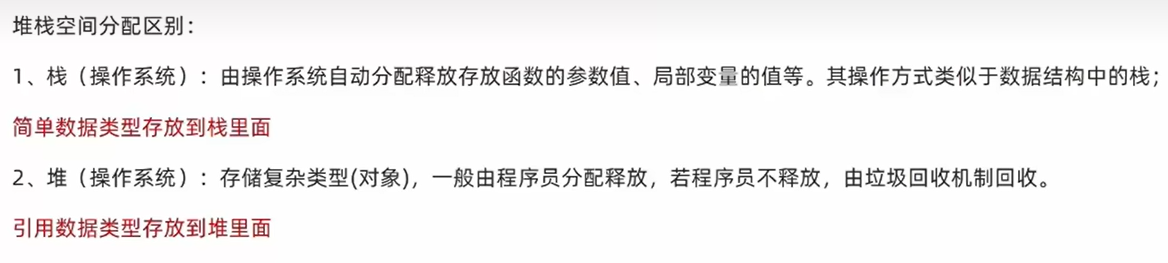 堆栈空间分配区别：
1、栈（操作系统）：由操作系统自动分配释放存放函数的参数值、局部变量的值等。其操作方式类似于数据结构中的栈；
简单数据类型存放到栈里面
2、堆（操作系统）：存储复杂类型(对象)，一般由程序员分配释放，若程序员不释放，由垃圾回收机制回收。
引用数据类型存放到堆里面